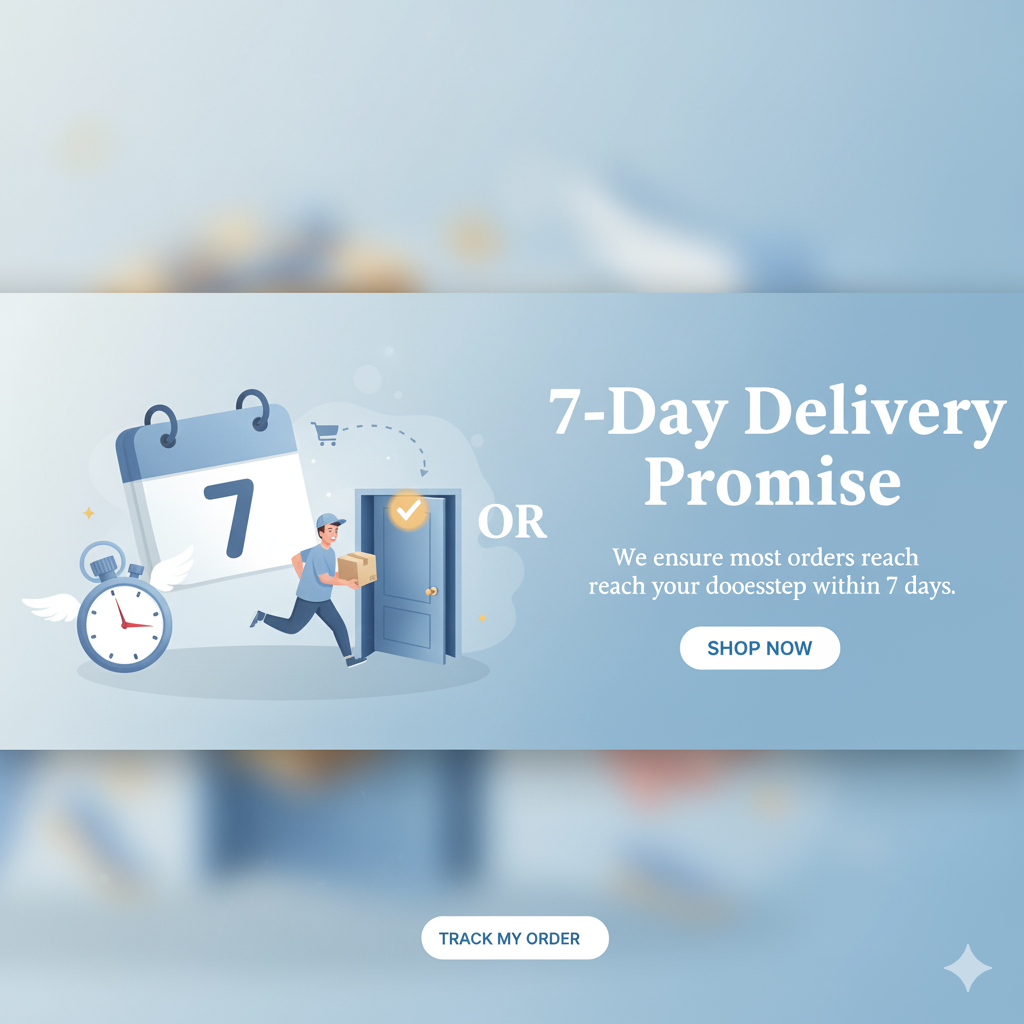 7
OR
7-Day Delivery
Promise
We ensure most orders reach
reach your dooesstep within 7 days.
SHOP NOW
TRACK MY ORDER